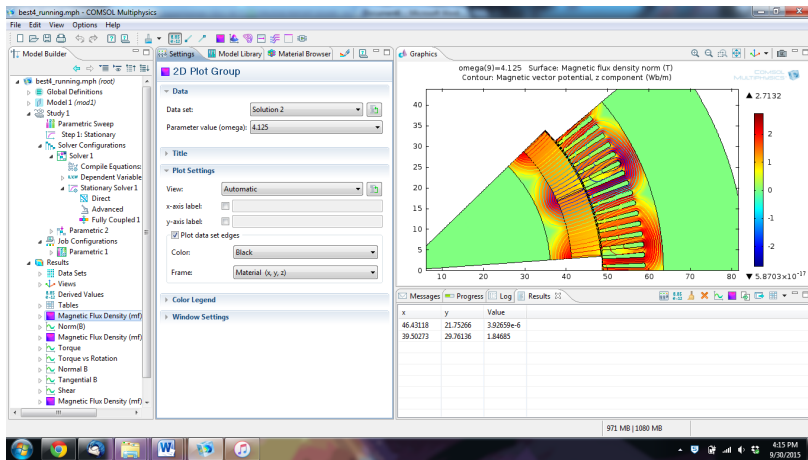 best4_running.mph - COMSOL Multiphysics
File Edit View Options Help
Model Builder
best4_running.mph (root)
Global Definitions
Model 1 (mod1)
Study 1
Parametric Sweep
Step 1: Stationary
Solver Configurations
Solver 1
Compile Equations:
Dependent Variable
Stationary Solver 1
Direct
Advanced
Fully Coupled 1
Parametric 2
Job Configurations
Parametric 1
Results
Data Sets
Views
Derived Values
Tables
Magnetic Flux Density (mf)
Norm(B)
Magnetic Flux Density (mf)
Torque
Torque vs Rotation
Normal B
Tangential B
Shear
Magnetic Flux Density (mf)
Settings Model Library Material Browser
2D Plot Group
Data
Data set: Solution 2
Parameter value (omega): 4.125
Title
Plot Settings
View: Automatic
x-axis label:
y-axis label:
Plot data set edges
Color: Black
Frame: Material (x, y, z)
Color Legend
Window Settings
Graphics
omega(9)=4.125 Surface: Magnetic flux density norm (T)
Contour: Magnetic vector potential, z component (Wb/m)
COMSOL
MULTIPHYSICS
▲ 2.7132
40
35
30
25
20
15
10
5
0
10 20 30 40 50 60 70 80
2
1
0
-1
-2
▼ 5.8703×10⁻¹⁷
Messages Progress Log Results
x y Value
46.43118 21.75266 3.92659e-6
39.50273 29.76136 1.84685
971 MB | 1080 MB
4:15 PM
9/30/2015